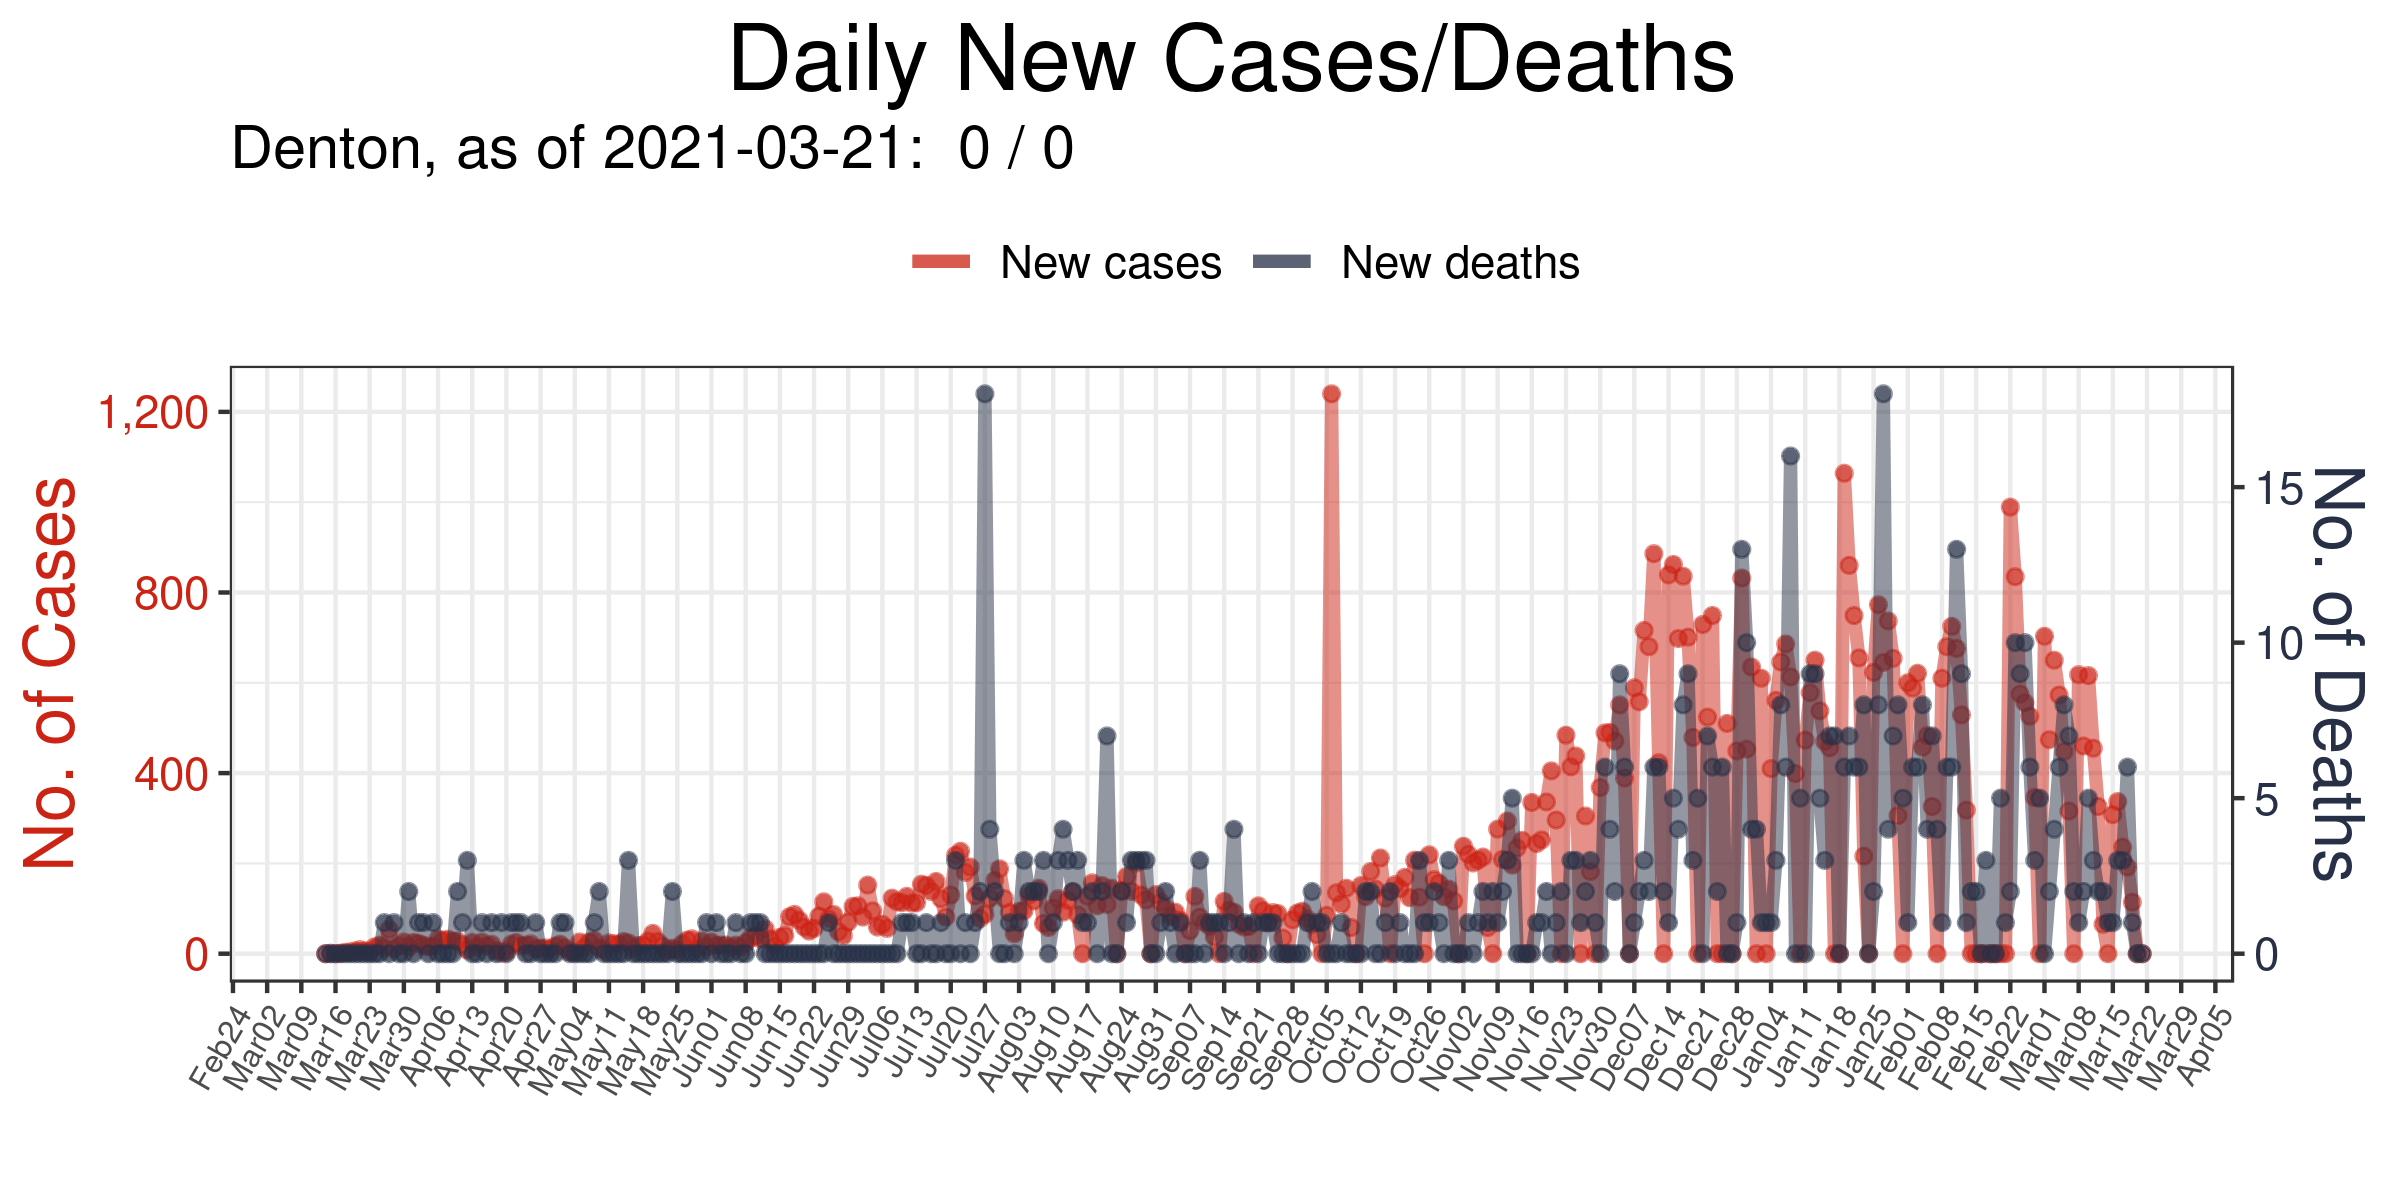 Daily New Cases/Deaths
Denton, as of 2021-03-21: 0 / 0
New cases New deaths
No. of Cases
1,200
800
400
0
15
10
5
0
No. of Deaths
Feb24
Mar02
Mar09
Mar16
Mar23
Mar30
Apr06
Apr13
Apr20
Apr27
May04
May11
May18
May25
Jun01
Jun08
Jun15
Jun22
Jun29
Jul06
Jul13
Jul20
Jul27
Aug03
Aug10
Aug17
Aug24
Aug31
Sep07
Sep14
Sep21
Sep28
Oct05
Oct12
Oct19
Oct26
Nov02
Nov09
Nov16
Nov23
Nov30
Dec07
Dec14
Dec21
Dec28
Jan04
Jan11
Jan18
Jan25
Feb01
Feb08
Feb15
Feb22
Mar01
Mar08
Mar15
Mar22
Mar29
Apr05